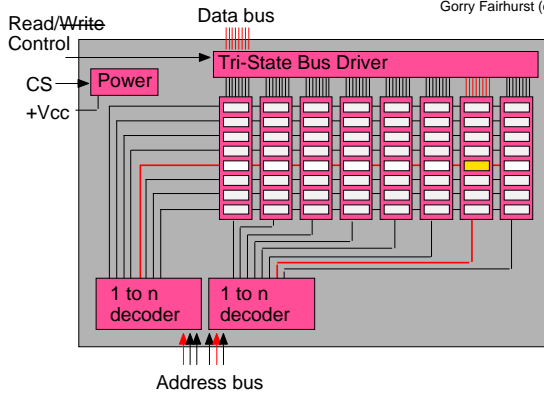 Gorry Fairhurst (c
Data bus
Read/Write
Control
Tri-State Bus Driver
CS
Power
+Vcc
1 to n
decoder
1 to n
decoder
Address bus